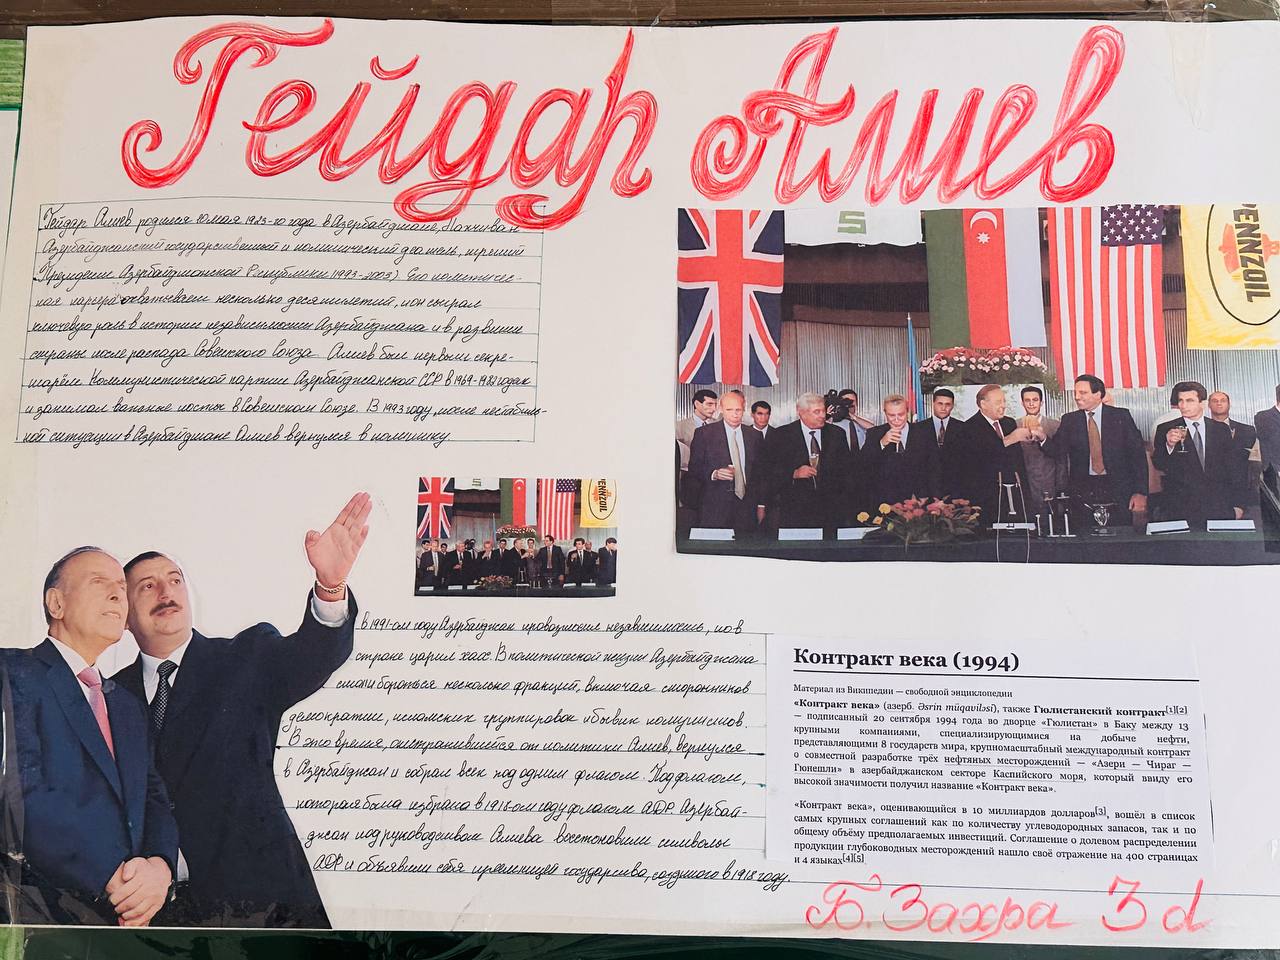 Гейдар Алиев
Гейдар Алиев родился 10 мая 1923-го года в Азербайджане, Нахчыван
Азербайджанский государственный и политический деятель, третий
Президент Азербайджанской Республики (1993-2003). Его политичес-
кая карьера охватывает несколько десятилетий, и он сыграл
ключевую роль в истории независимости Азербайджана и в развитии
страны после распада Советского Союза. Алиев был первым секре-
тарём Коммунистической партии Азербайджанской ССР в 1969-1982 годах
и занимал важные посты в Советском Союзе. В 1993 году, после нестабиль-
ной ситуации в Азербайджане Алиев вернулся в политику.
PENNZOIL
PENNZOIL
в 1991-ом году Азербайджан провозгласил независимость, но в
стране царил хаос. В политической жизни Азербайджана
стали бороться несколько фракций, включая сторонников
демократии, исламских группировок и бывших коммунистов.
В это время, отстранившийся от политики Алиев, вернулся
в Азербайджан и собрал всех под одним флагом. Под флагом,
которая была избрана в 1918-ом году флагом АДР. Азербай-
джан под руководством Алиева восстановили символы
АДР и объявили себя преемницей государства, созданого в 1918 году.
Контракт века (1994)
Материал из Википедии — свободной энциклопедии
«Контракт века» (азерб. Əsrin müqaviləsi), также Гюлистанский контракт[1][2]
— подписанный 20 сентября 1994 года во дворце «Гюлистан» в Баку между 13
крупными компаниями, специализирующимися на добыче нефти,
представляющими 8 государств мира, крупномасштабный международный контракт
о совместной разработке трёх нефтяных месторождений — «Азери — Чираг —
Гюнешли» в азербайджанском секторе Каспийского моря, который ввиду его
высокой значимости получил название «Контракт века».
«Контракт века», оценивающийся в 10 миллиардов долларов[3], вошёл в список
самых крупных соглашений как по количеству углеводородных запасов, так и по
общему объёму предполагаемых инвестиций. Соглашение о долевом распределении
продукции глубоководных месторождений нашло своё отражение на 400 страницах
и 4 языках[4][5]
Б. Захра 3 d